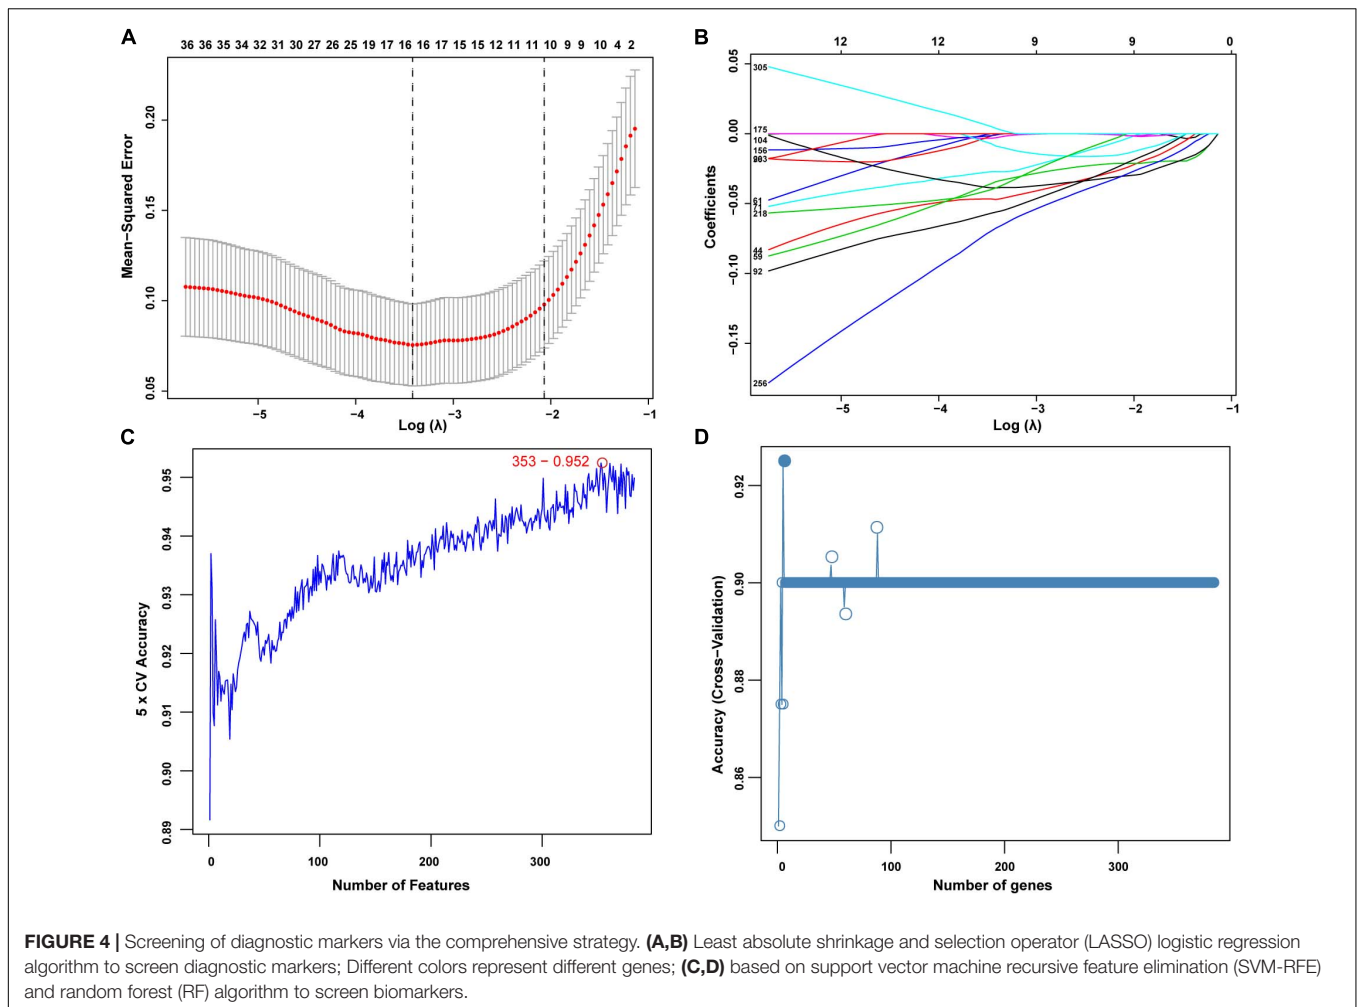 A
36 36 35 34 32 31 30 27 26 25 19 17 16 16 17 15 15 12 11 11 10 9 9 10 4 2
Mean−Squared Error
0.20
0.15
0.10
0.05
−5 −4 −3 −2 −1
Log (λ)
B
12 12 9 9 0
Coefficients
0.05
0.00
−0.05
−0.10
−0.15
305
175
104
156
61
71
218
44
59
92
256
−5 −4 −3 −2 −1
Log (λ)
C
353 − 0.952
5 x CV Accuracy
0.95
0.94
0.93
0.92
0.91
0.90
0.89
0 100 200 300
Number of Features
D
Accuracy (Cross−Validation)
0.92
0.90
0.88
0.86
0 100 200 300
Number of genes
FIGURE 4 | Screening of diagnostic markers via the comprehensive strategy. (A,B) Least absolute shrinkage and selection operator (LASSO) logistic regression
algorithm to screen diagnostic markers; Different colors represent different genes; (C,D) based on support vector machine recursive feature elimination (SVM-RFE)
and random forest (RF) algorithm to screen biomarkers.